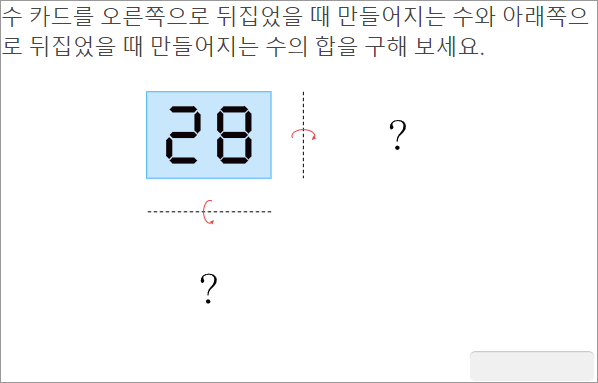 수 카드를 오른쪽으로 뒤집었을 때 만들어지는 수와 아래쪽으
로 뒤집었을 때 만들어지는 수의 합을 구해 보세요.
28
?
?